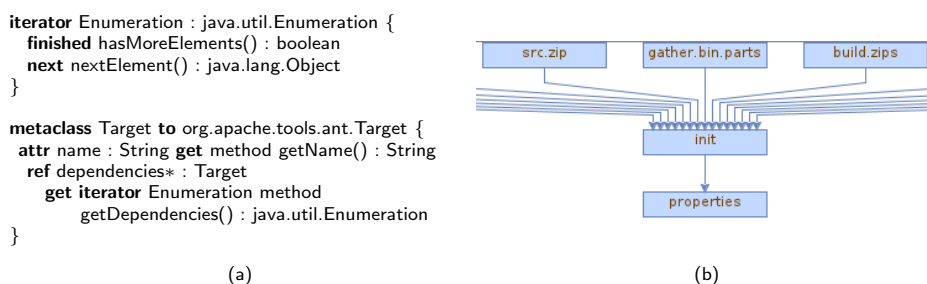 iterator Enumeration : java.util.Enumeration {
finished hasMoreElements() : boolean
next nextElement() : java.lang.Object
}
metaclass Target to org.apache.tools.ant.Target {
attr name : String get method getName() : String
ref dependencies* : Target
get iterator Enumeration method
getDependencies() : java.util.Enumeration
}
(a)
src.zip
gather.bin.parts
build.zips
init
properties
(b)